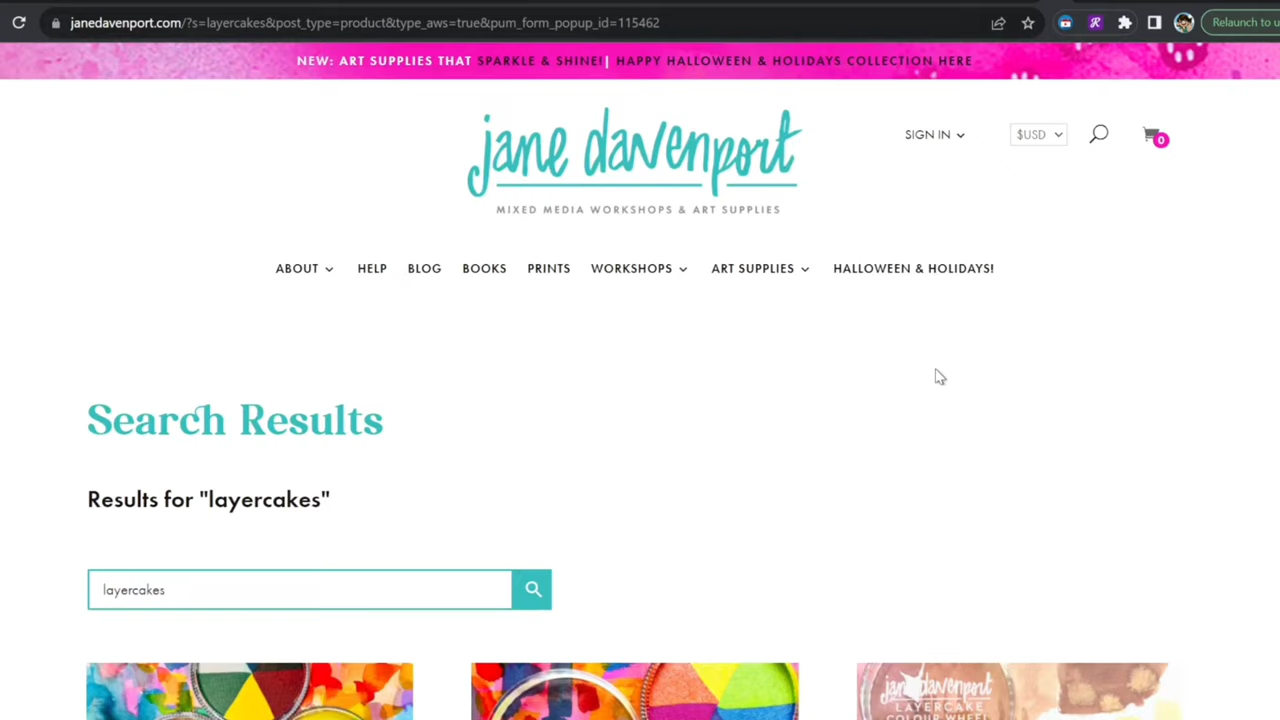 janedavenport.com/?s=layercakes&post_type=product&type_aws=true&pum_form_popup_id=115462
Relaunch to u
NEW: ART SUPPLIES THAT SPARKLE & SHINE!| HAPPY HALLOWEEN & HOLIDAYS COLLECTION HERE
jane davenport
MIXED MEDIA WORKSHOPS & ART SUPPLIES
SIGN IN
$USD
0
ABOUT HELP BLOG BOOKS PRINTS WORKSHOPS ART SUPPLIES HALLOWEEN & HOLIDAYS!
Search Results
Results for "layercakes"
layercakes
jane davenport
LAYERCAKE
COLOUR WHEEL